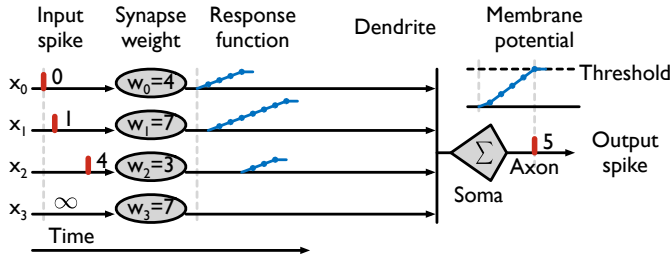 Input spike
Synapse weight
Response function
Dendrite
Membrane potential
Threshold
x0 0 w0=4
x1 1 w1=7
x2 4 w2=3
x3 ∞ w3=7
Σ
Soma
Axon
5
Output spike
Time